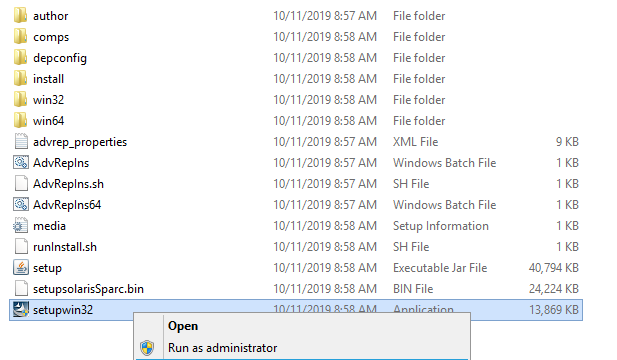 author 10/11/2019 8:57 AM File folder
comps 10/11/2019 8:58 AM File folder
depconfig 10/11/2019 8:58 AM File folder
install 10/11/2019 8:58 AM File folder
win32 10/11/2019 8:58 AM File folder
win64 10/11/2019 8:58 AM File folder
advrep_properties 10/11/2019 8:57 AM XML File 9 KB
AdvRepIns 10/11/2019 8:57 AM Windows Batch File 1 KB
AdvRepIns.sh 10/11/2019 8:57 AM SH File 1 KB
AdvRepIns64 10/11/2019 8:57 AM Windows Batch File 1 KB
media 10/11/2019 8:58 AM Setup Information 1 KB
runInstall.sh 10/11/2019 8:58 AM SH File 1 KB
setup 10/11/2019 8:58 AM Executable Jar File 40,794 KB
setupsolarisSparc.bin 10/11/2019 8:58 AM BIN File 24,224 KB
setupwin32 10/11/2019 8:58 AM Application 13,869 KB
Open
Run as administrator